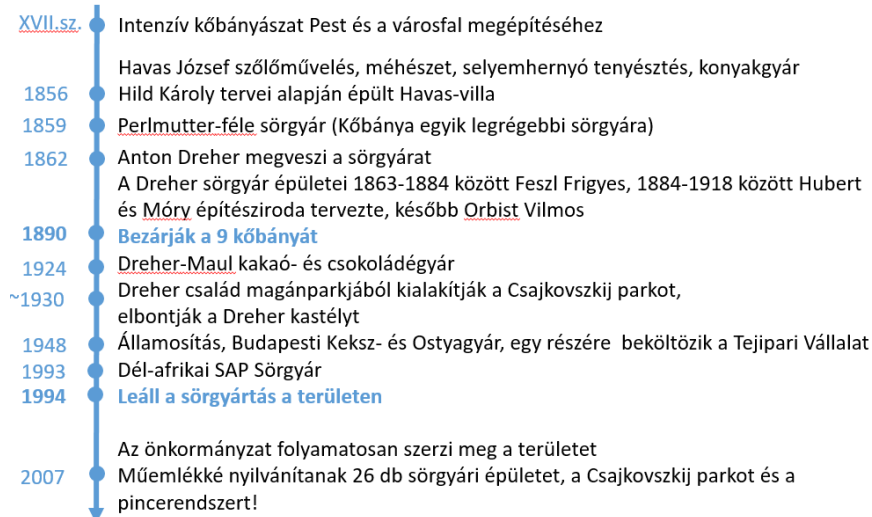 XVII.sz. Intenzív kőbányászat Pest és a városfal megépítéséhez
Havas József szőlőművelés, méhészet, selyemhernyó tenyésztés, konyakgyár
1856 Hild Károly tervei alapján épült Havas-villa
1859 Perlmutter-féle sörgyár (Kőbánya egyik legrégebbi sörgyára)
1862 Anton Dreher megveszi a sörgyárat
A Dreher sörgyár épületei 1863-1884 között Feszl Frigyes, 1884-1918 között Hubert
és Móry építésziroda tervezte, később Orbist Vilmos
1890 Bezárják a 9 kőbányát
1924 Dreher-Maul kakaó- és csokoládégyár
~1930 Dreher család magánparkjából kialakítják a Csajkovszkij parkot,
elbontják a Dreher kastélyt
1948 Államosítás, Budapesti Keksz- és Ostyagyár, egy részére beköltözik a Tejipari Vállalat
1993 Dél-afrikai SAP Sörgyár
1994 Leáll a sörgyártás a területen
Az önkormányzat folyamatosan szerzi meg a területet
2007 Műemlékké nyilvánítanak 26 db sörgyári épületet, a Csajkovszkij parkot és a
pincerendszert!